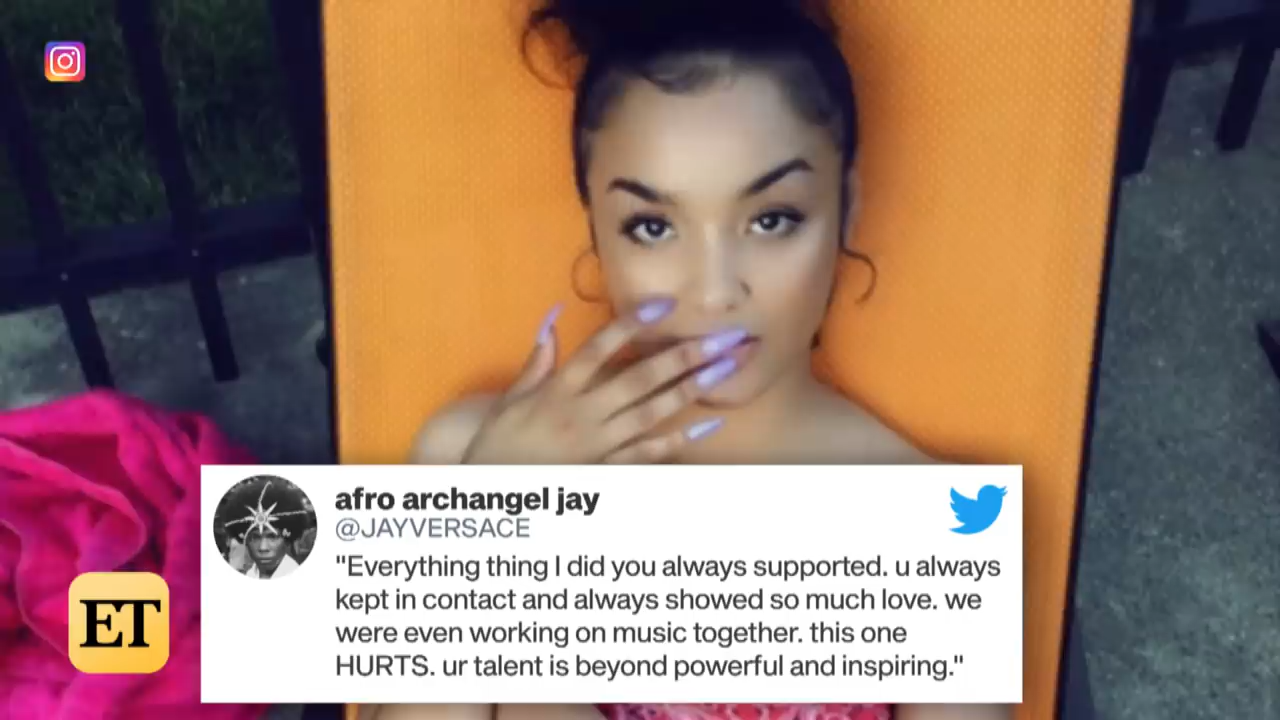 afro archangel jay
@JAYVERSACE
"Everything thing I did you always supported. u always
kept in contact and always showed so much love. we
were even working on music together. this one
HURTS. ur talent is beyond powerful and inspiring."
ET